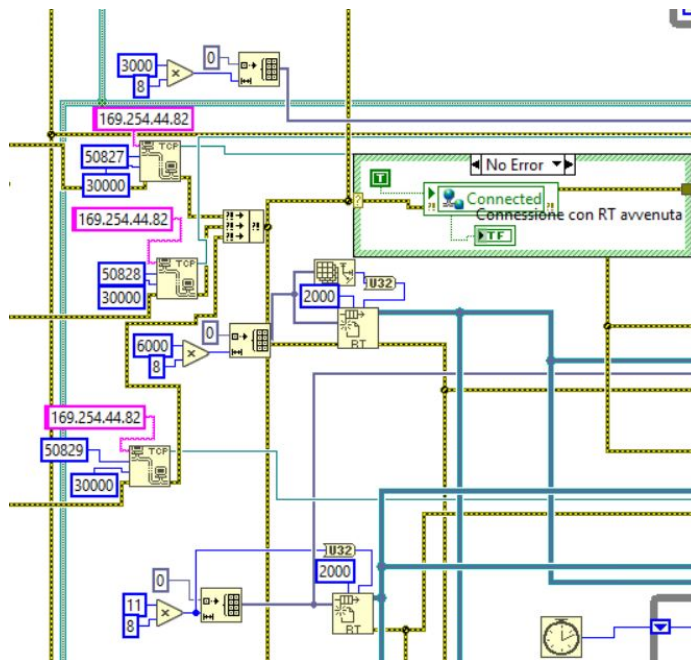 3000
0
8
169.254.44.82
TCP
50827
30000
No Error
T
Connected
Connessione con RT avvenuta
TF
169.254.44.82
TCP
50828
30000
2000
U32
RT
0
6000
8
169.254.44.82
TCP
50829
30000
U32
2000
RT
0
11
8